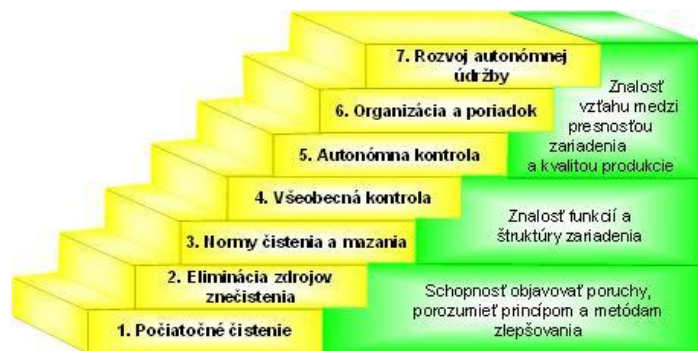 7. Rozvoj autonómnej
údržby
6. Organizácia a poriadok
5. Autonómna kontrola
4. Všeobecná kontrola
3. Normy čistenia a mazania
2. Eliminácia zdrojov
znečistenia
1. Počiatočné čistenie
Znalosť
vzťahu medzi
presnosťou
zariadenia
a kvalitou produkcie
Znalosť funkcií a
štruktúry zariadenia
Schopnosť objavovať poruchy,
porozumieť princípom a metódam
zlepšovania